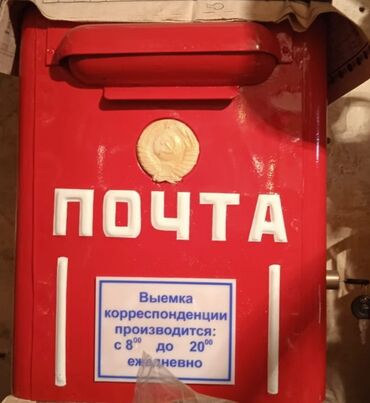 ПОЧТА
Выемка
корреспонденции
производится:
с 8⁰⁰ до 20⁰⁰
ежедневно